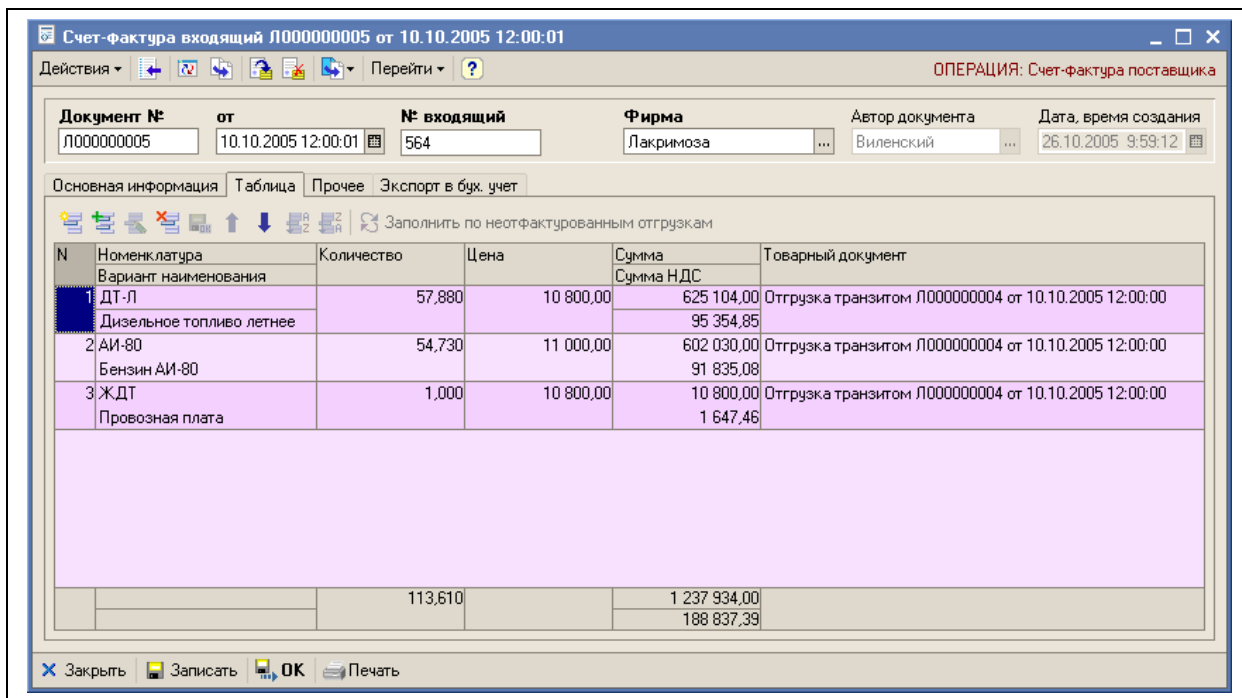 Счет-фактура входящий Л000000005 от 10.10.2005 12:00:01
Действия Перейти ? ОПЕРАЦИЯ: Счет-фактура поставщика
Документ № от № входящий Фирма Автор документа Дата, время создания
Л000000005 10.10.2005 12:00:01 564 Лакримоза ... Виленский ... 26.10.2005 9:59:12
Основная информация Таблица Прочее Экспорт в бух. учет
Заполнить по неотфактурованным отгрузкам
N Номенклатура Количество Цена Сумма Товарный документ
Вариант наименования Сумма НДС
1 ДТ-Л 57,880 10 800,00 625 104,00 Отгрузка транзитом Л000000004 от 10.10.2005 12:00:00
Дизельное топливо летнее 95 354,85
2 АИ-80 54,730 11 000,00 602 030,00 Отгрузка транзитом Л000000004 от 10.10.2005 12:00:00
Бензин АИ-80 91 835,08
3 ЖДТ 1,000 10 800,00 10 800,00 Отгрузка транзитом Л000000004 от 10.10.2005 12:00:00
Провозная плата 1 647,46
113,610 1 237 934,00
188 837,39
Закрыть Записать OK Печать